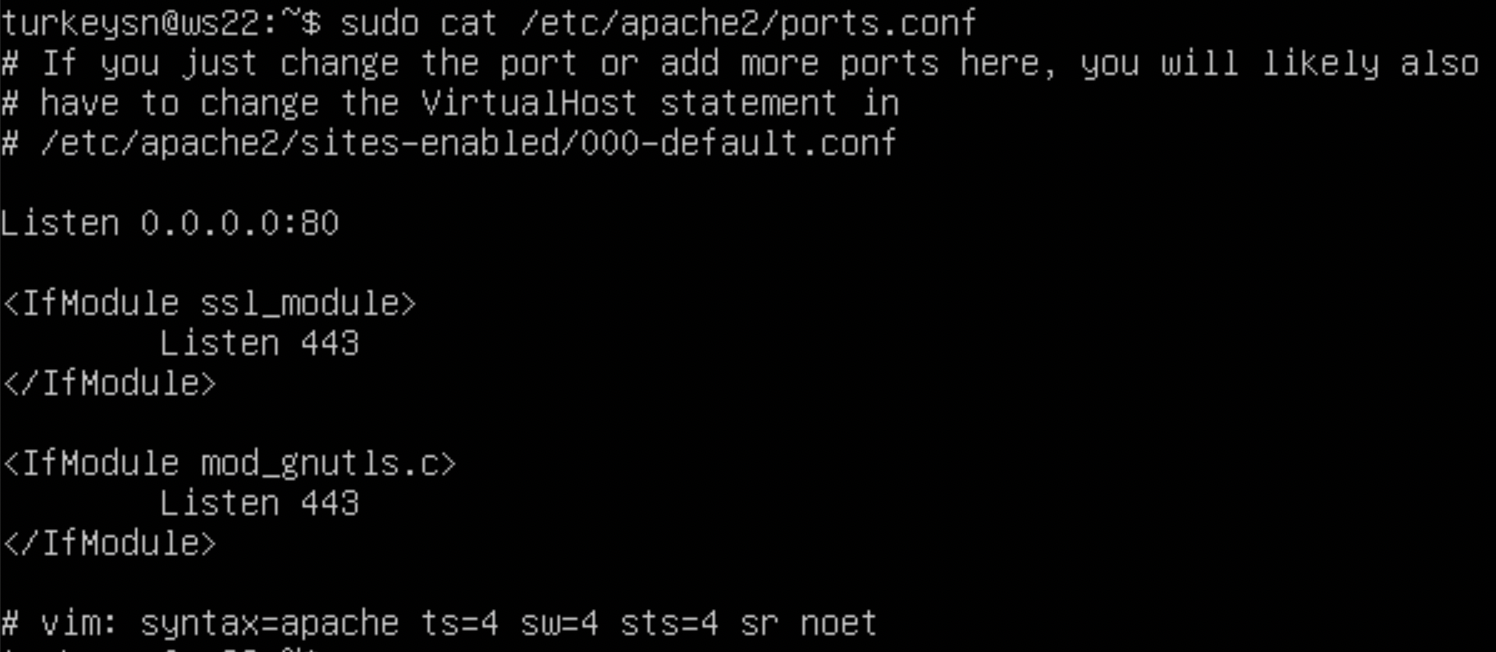 turkeysn@ws22:~$ sudo cat /etc/apache2/ports.conf
# If you just change the port or add more ports here, you will likely also
# have to change the VirtualHost statement in
# /etc/apache2/sites-enabled/000-default.conf
Listen 0.0.0.0:80
<IfModule ssl_module>
Listen 443
</IfModule>
<IfModule mod_gnutls.c>
Listen 443
</IfModule>
# vim: syntax=apache ts=4 sw=4 sts=4 sr noet